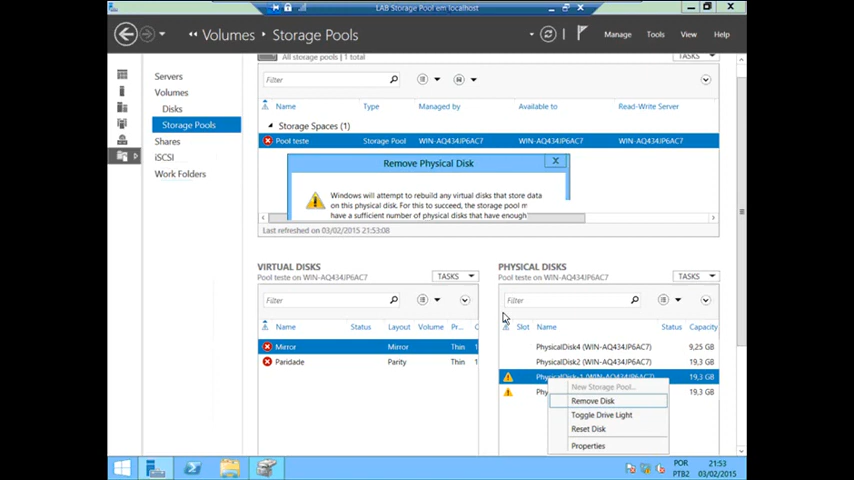 LAB Storage Pool em localhost
Volumes
Storage Pools
Manage
Tools
View
Help
All storage pools | 1 total
TASKS
Servers
Volumes
Disks
Storage Pools
Shares
iSCSI
Work Folders
Filter
Name
Type
Managed by
Available to
Read-Write Server
Storage Spaces (1)
Pool teste
Storage Pool
WIN-AQ434JP6AC7
WIN-AQ434JP6AC7
WIN-AQ434JP6AC7
Remove Physical Disk
X
Windows will attempt to rebuild any virtual disks that store data
on this physical disk. For this to succeed, the storage pool m
have a sufficient number of physical disks that have enough
Last refreshed on 03/02/2015 21:53:08
VIRTUAL DISKS
Pool teste on WIN-AQ434JP6AC7
TASKS
Filter
Name
Status
Layout
Volume
Pr...
C
Mirror
Mirror
Thin
1
Paridade
Parity
Thin
PHYSICAL DISKS
Pool teste on WIN-AQ434JP6AC7
TASKS
Filter
Slot
Name
Status
Capacity
PhysicalDisk4 (WIN-AQ434JP6AC7)
9,25 GB
PhysicalDisk2 (WIN-AQ434JP6AC7)
19,3 GB
PhysicalDisk-1 (WIN-AQ434JP6AC7)
19,3 GB
Phy
19,3 GB
New Storage Pool...
Remove Disk
Toggle Drive Light
Reset Disk
Properties
POR
PTB2
21:53
03/02/2015